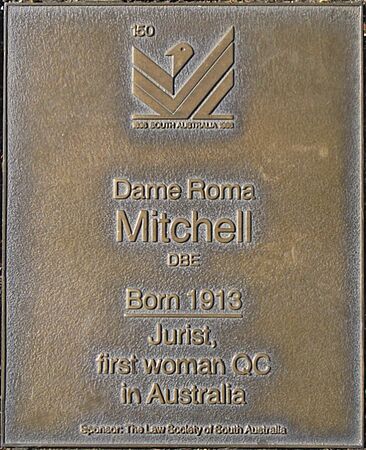 150
1836 SOUTH AUSTRALIA 1986
Dame Roma
Mitchell
DBE
Born 1913
Jurist,
first woman QC
in Australia
Sponsor: The Law Society of South Australia